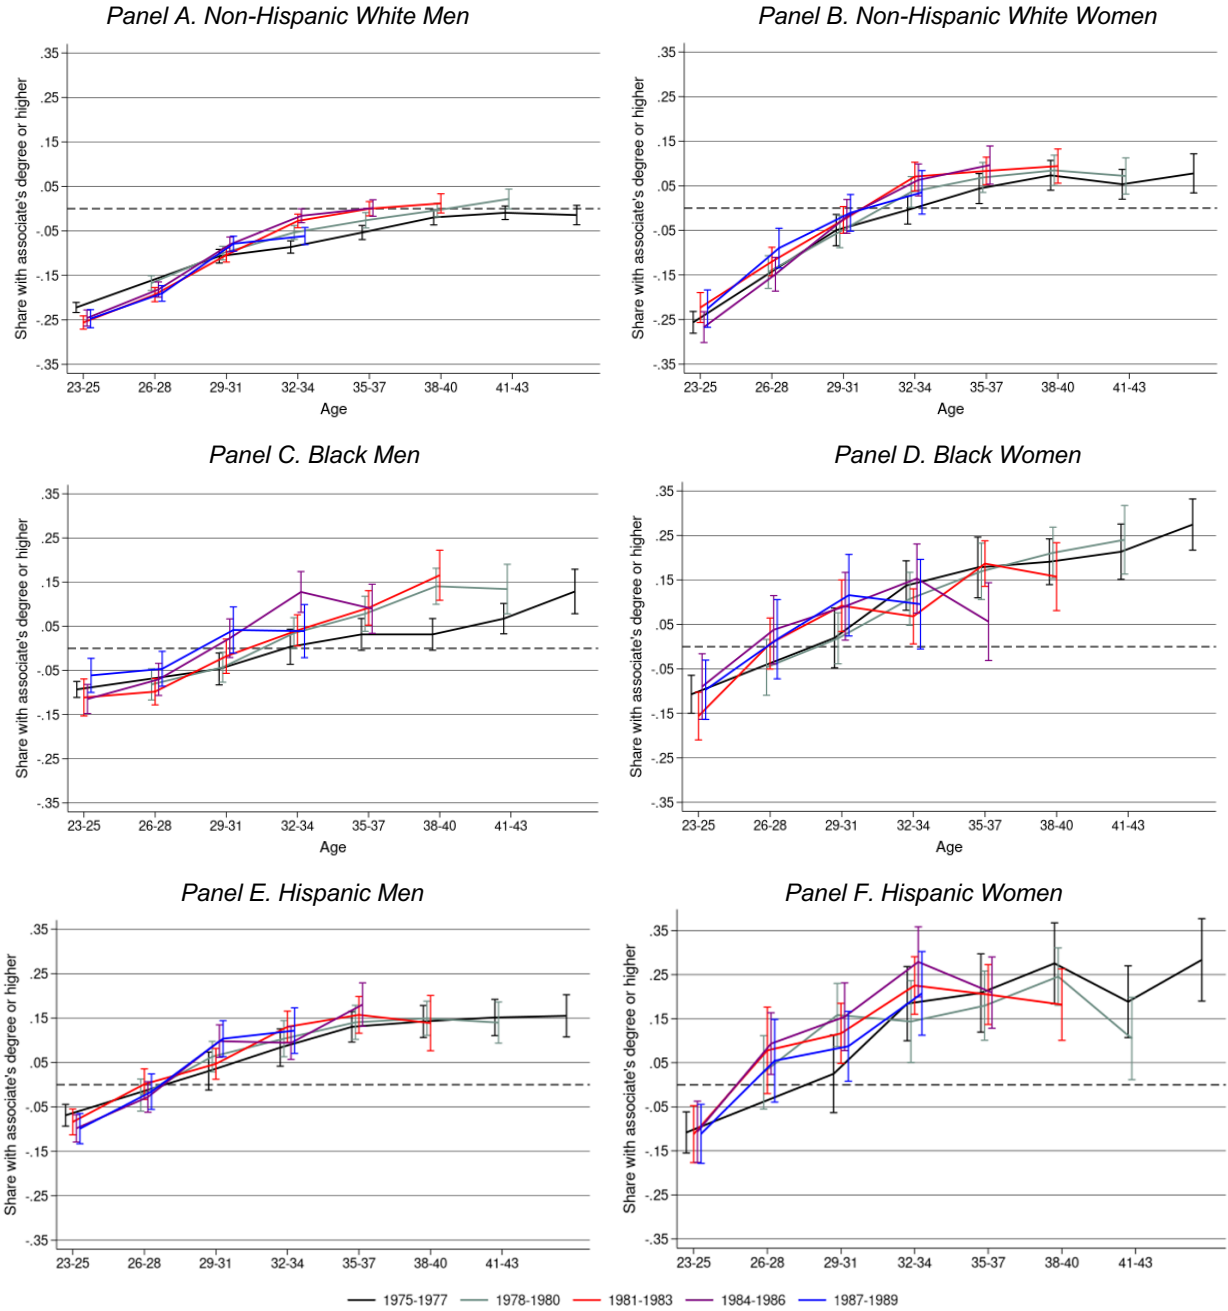 Panel A. Non-Hispanic White Men
Share with associate's degree or higher
.35
.25
.15
.05
0
-.05
-.15
-.25
-.35
23-25 26-28 29-31 32-34 35-37 38-40 41-43
Age
Panel B. Non-Hispanic White Women
Share with associate's degree or higher
.35
.25
.15
.05
0
-.05
-.15
-.25
-.35
23-25 26-28 29-31 32-34 35-37 38-40 41-43
Age
Panel C. Black Men
Share with associate's degree or higher
.35
.25
.15
.05
0
-.05
-.15
-.25
-.35
23-25 26-28 29-31 32-34 35-37 38-40 41-43
Age
Panel D. Black Women
Share with associate's degree or higher
.35
.25
.15
.05
0
-.05
-.15
-.25
-.35
23-25 26-28 29-31 32-34 35-37 38-40 41-43
Age
Panel E. Hispanic Men
Share with associate's degree or higher
.35
.25
.15
.05
0
-.05
-.15
-.25
-.35
23-25 26-28 29-31 32-34 35-37 38-40 41-43
Panel F. Hispanic Women
Share with associate's degree or higher
.35
.25
.15
.05
0
-.05
-.15
-.25
-.35
23-25 26-28 29-31 32-34 35-37 38-40 41-43
1975-1977 1978-1980 1981-1983 1984-1986 1987-1989